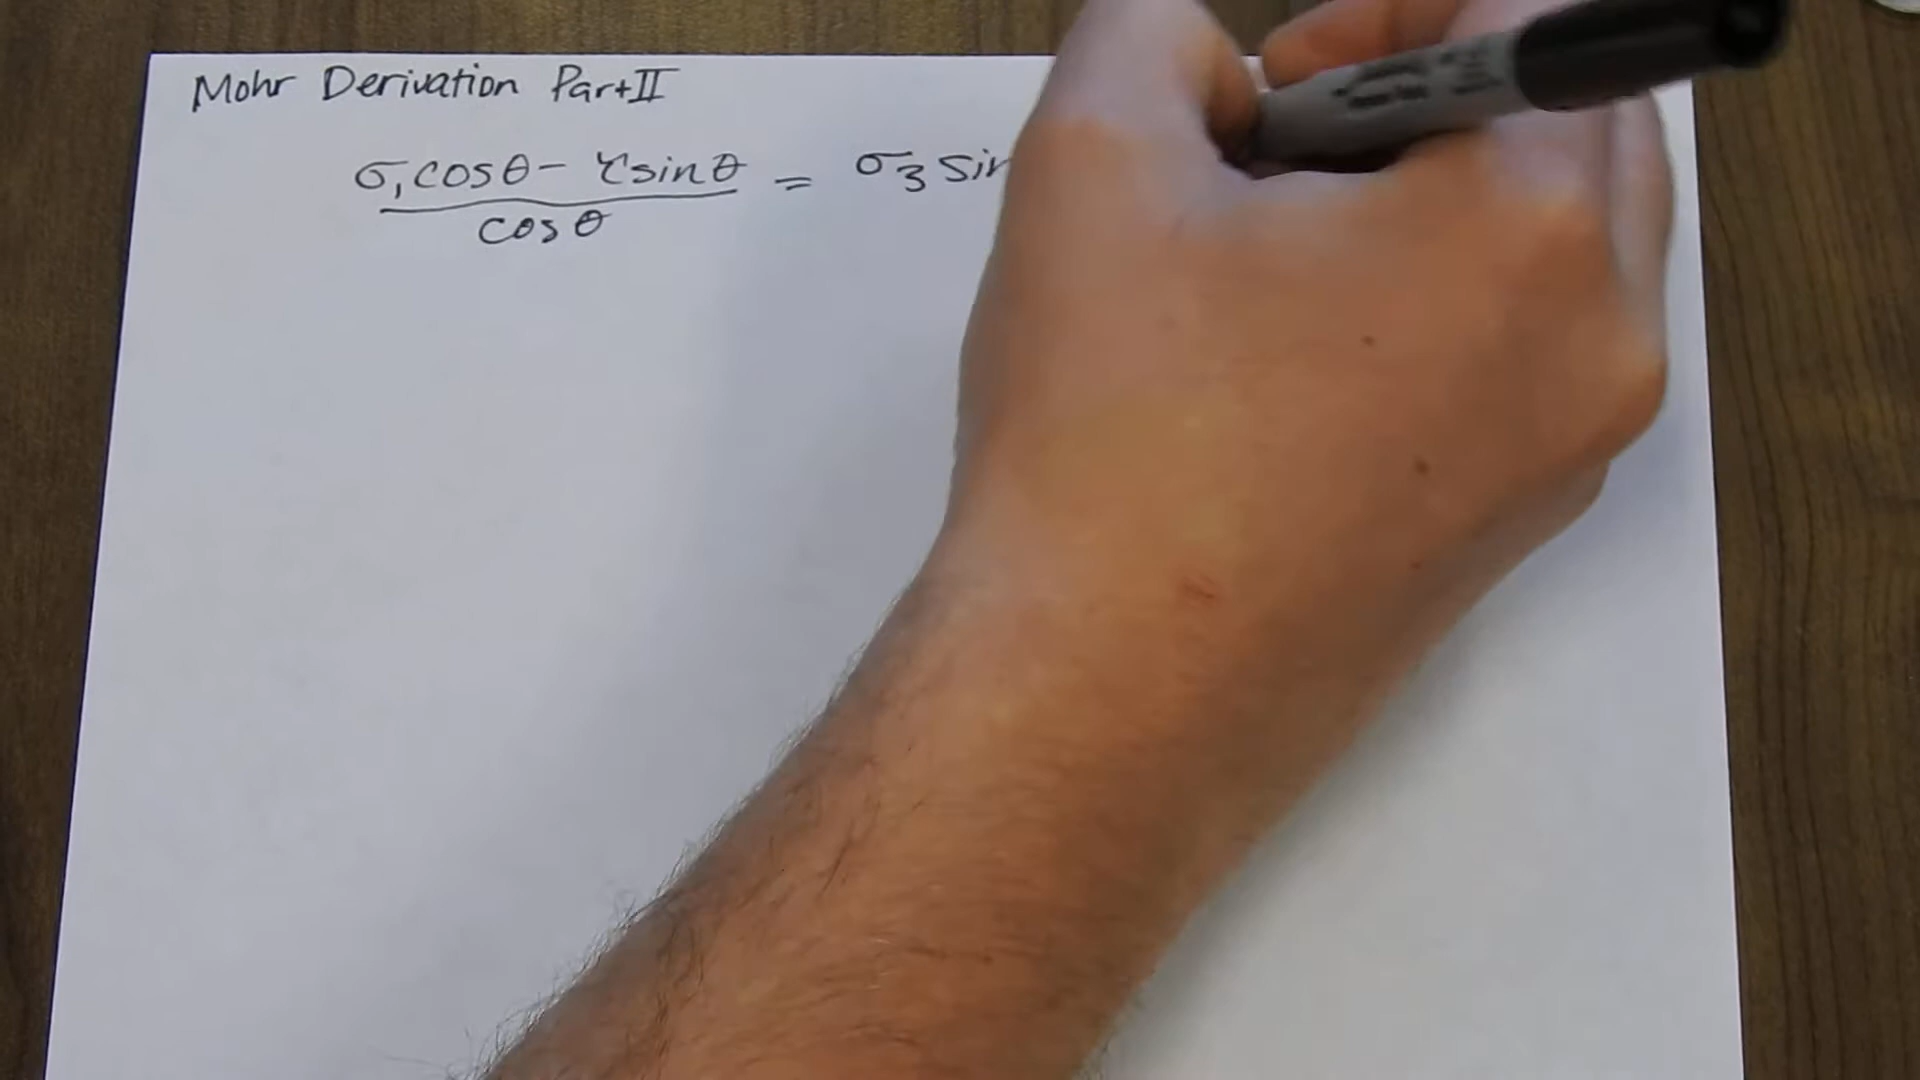 Mohr Derivation Part II
σ₁cosθ - τsinθ = σ₃ sin
cosθ